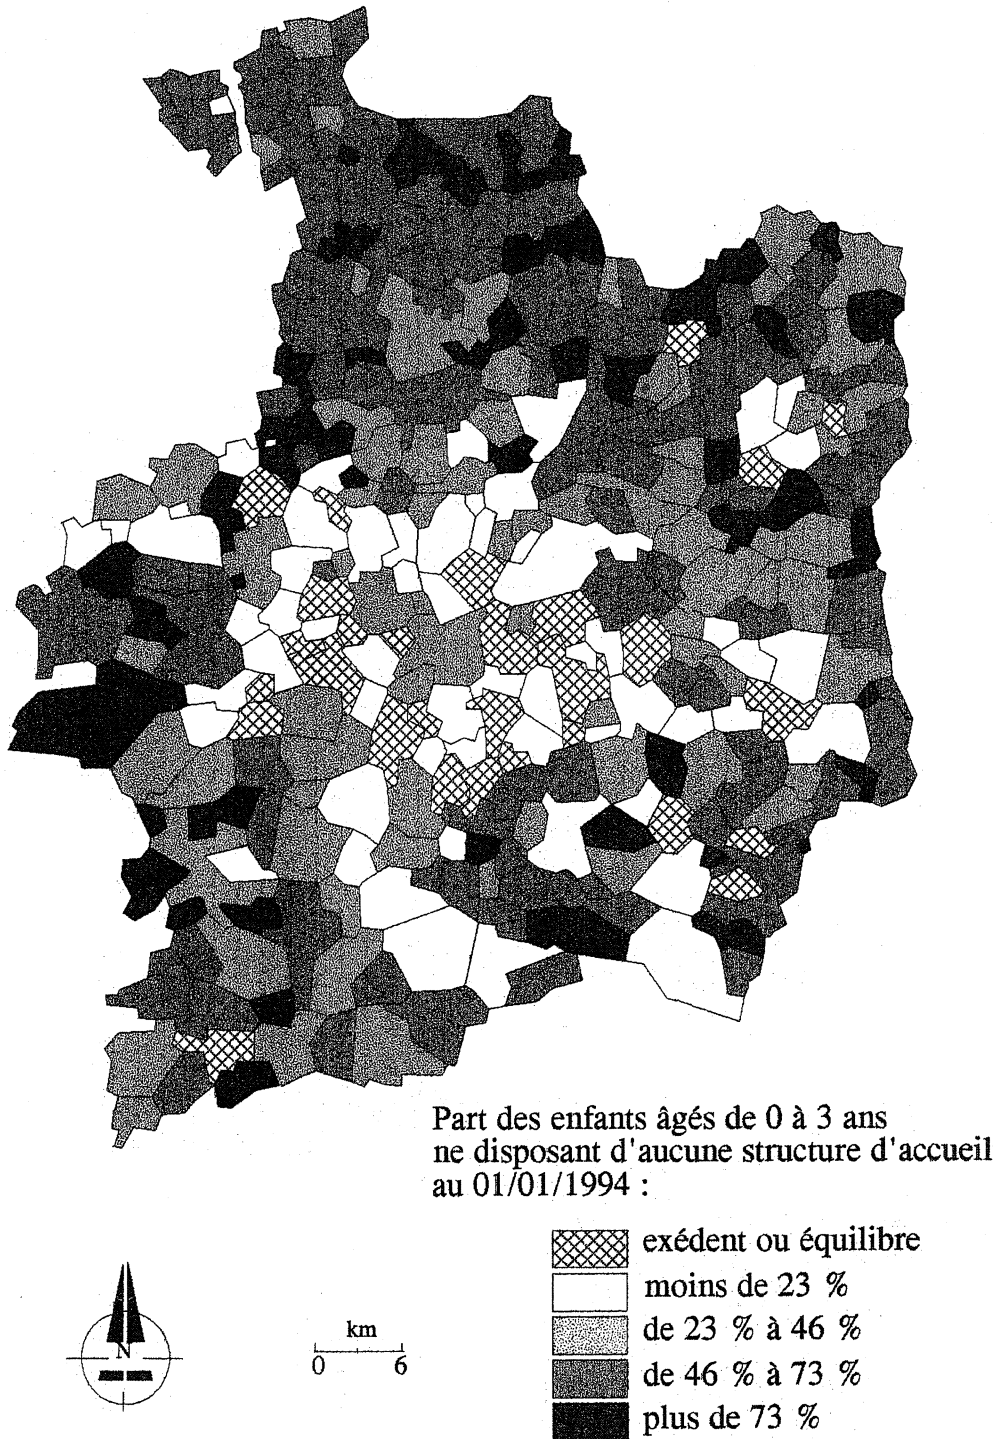 Part des enfants âgés de 0 à 3 ans
ne disposant d'aucune structure d'accueil
au 01/01/1994 :
exédent ou équilibre
moins de 23 %
de 23 % à 46 %
de 46 % à 73 %
plus de 73 %
km
0 6
N